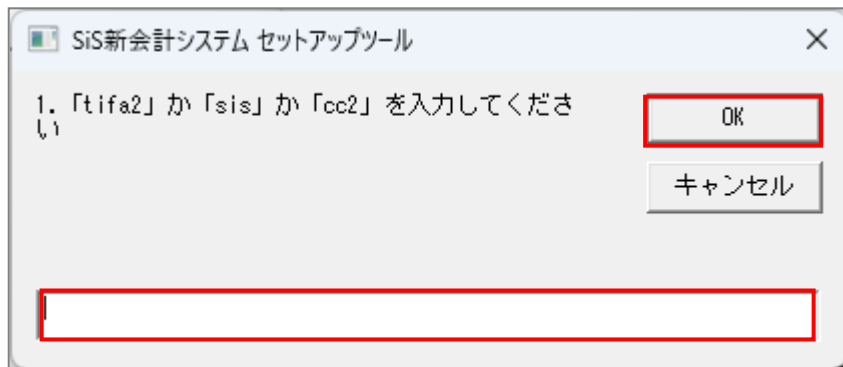 SiS新会計システム セットアップツール
1.「tifa2」か「sis」か「cc2」を入力してくださ
い
OK
キャンセル